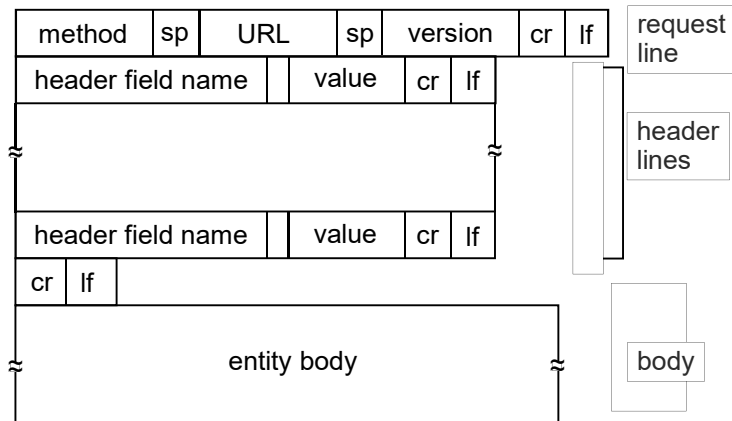 method sp URL sp version cr lf
request
line
header field name value cr lf
header
lines
header field name value cr lf
cr lf
entity body
body